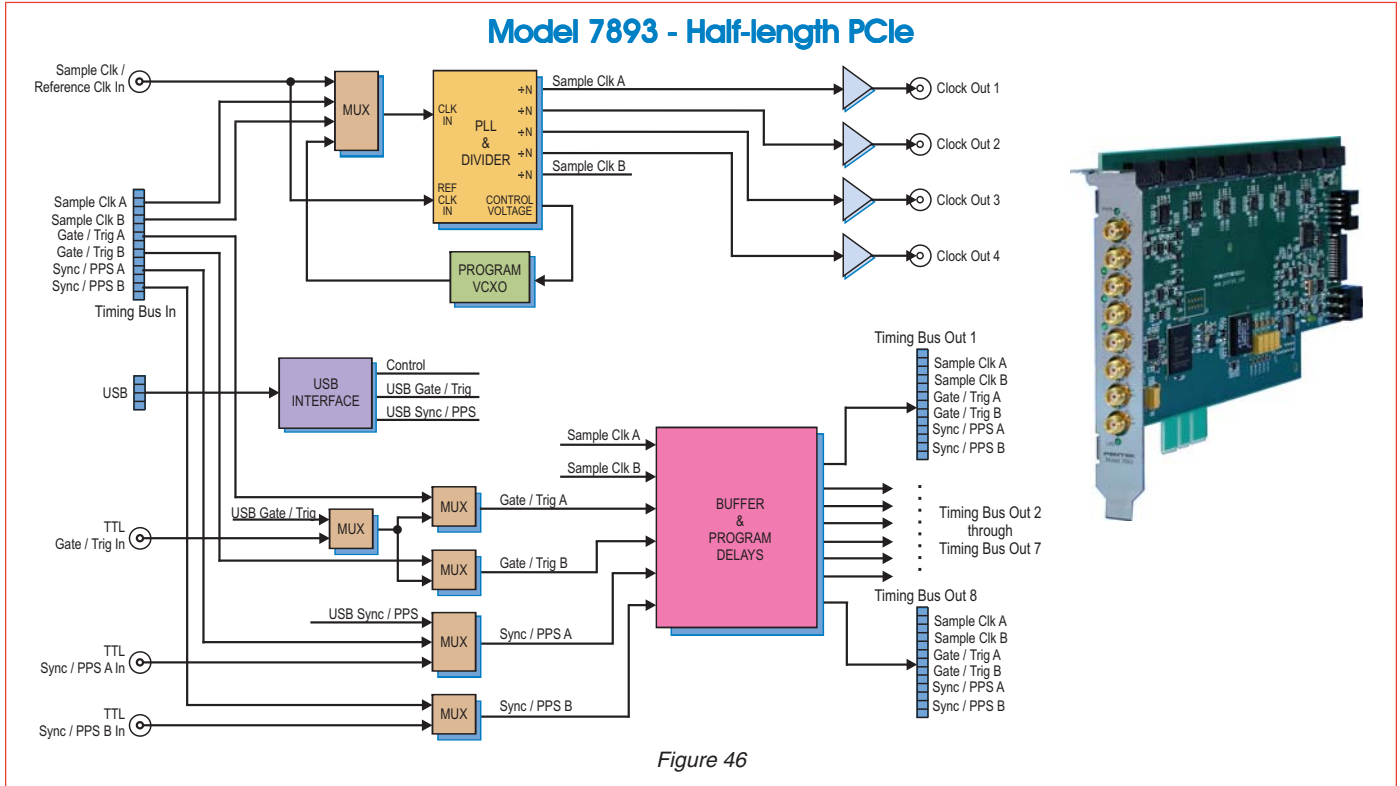 Model 7893 - Half-length PCIe
Sample Clk /
Reference Clk In
MUX
CLK
IN
PLL
&
DIVIDER
REF
CLK
IN
CONTROL
VOLTAGE
÷N
÷N
÷N
÷N
÷N
Sample Clk A
Sample Clk B
Clock Out 1
Clock Out 2
Clock Out 3
Clock Out 4
PROGRAM
VCXO
Sample Clk A
Sample Clk B
Gate / Trig A
Gate / Trig B
Sync / PPS A
Sync / PPS B
Timing Bus In
USB
USB
INTERFACE
Control
USB Gate / Trig
USB Sync / PPS
Sample Clk A
Sample Clk B
USB Gate / Trig
TTL
Gate / Trig In
MUX
MUX
Gate / Trig A
MUX
Gate / Trig B
USB Sync / PPS
TTL
Sync / PPS A In
MUX
Sync / PPS A
TTL
Sync / PPS B In
MUX
Sync / PPS B
BUFFER
&
PROGRAM
DELAYS
Timing Bus Out 1
Sample Clk A
Sample Clk B
Gate / Trig A
Gate / Trig B
Sync / PPS A
Sync / PPS B
Timing Bus Out 2
through
Timing Bus Out 7
Timing Bus Out 8
Sample Clk A
Sample Clk B
Gate / Trig A
Gate / Trig B
Sync / PPS A
Sync / PPS B
PENTEK
PENTEK
Model 7893
Figure 46